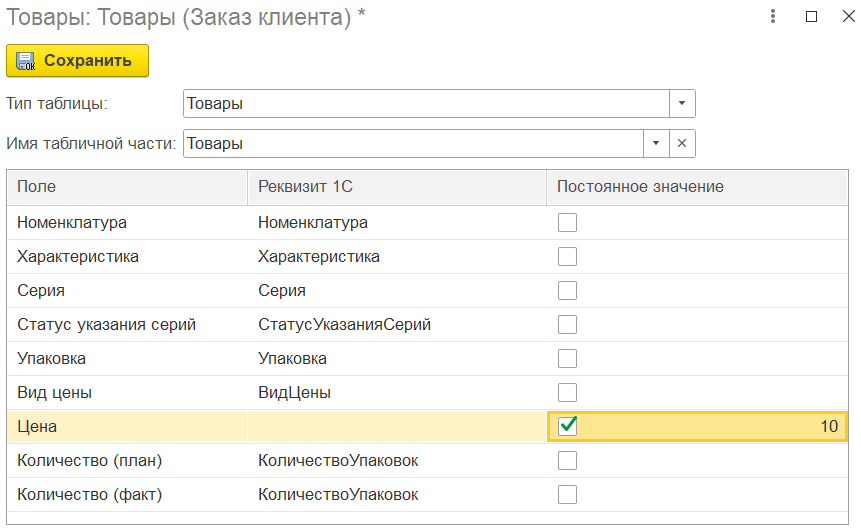 Товары: Товары (Заказ клиента) *
Сохранить
Тип таблицы: Товары
Имя табличной части: Товары
Поле Реквизит 1С Постоянное значение
Номенклатура Номенклатура
Характеристика Характеристика
Серия Серия
Статус указания серий СтатусУказанияСерий
Упаковка Упаковка
Вид цены ВидЦены
Цена 10
Количество (план) КоличествоУпаковок
Количество (факт) КоличествоУпаковок